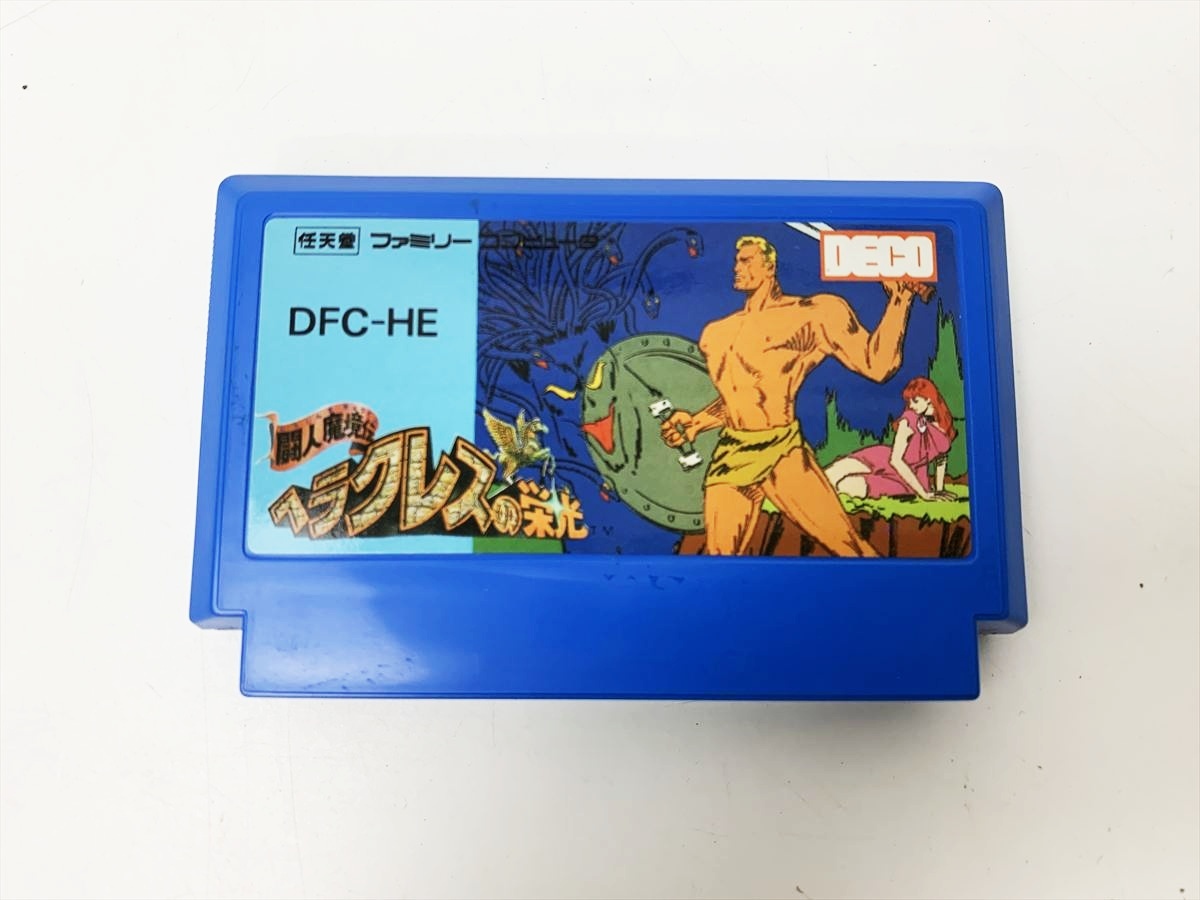 任天堂 ファミリーコンピュータ
DECO
DFC-HE
闘人魔境伝
ヘラクレスの栄光
TM